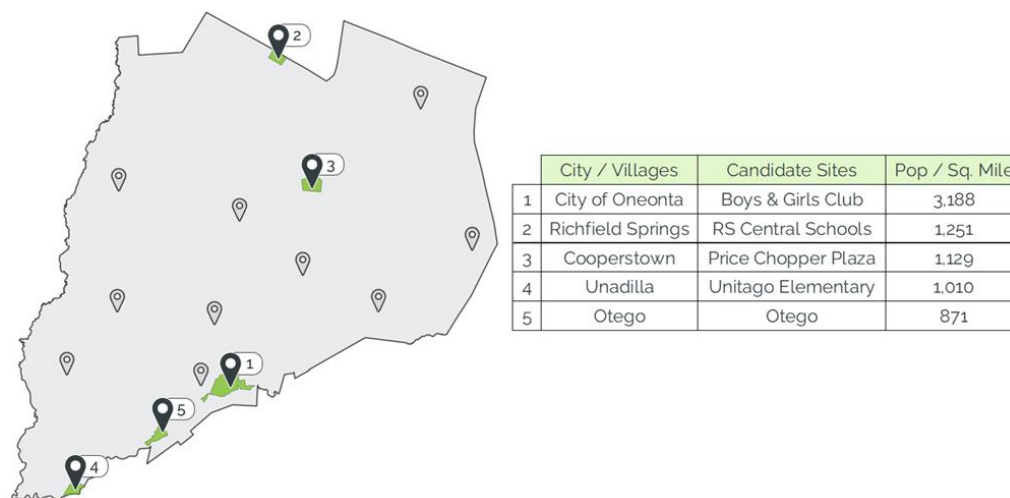 2
3
1
5
4
City / Villages Candidate Sites Pop / Sq. Mile
1 City of Oneonta Boys & Girls Club 3,188
2 Richfield Springs RS Central Schools 1,251
3 Cooperstown Price Chopper Plaza 1,129
4 Unadilla Unitago Elementary 1,010
5 Otego Otego 871